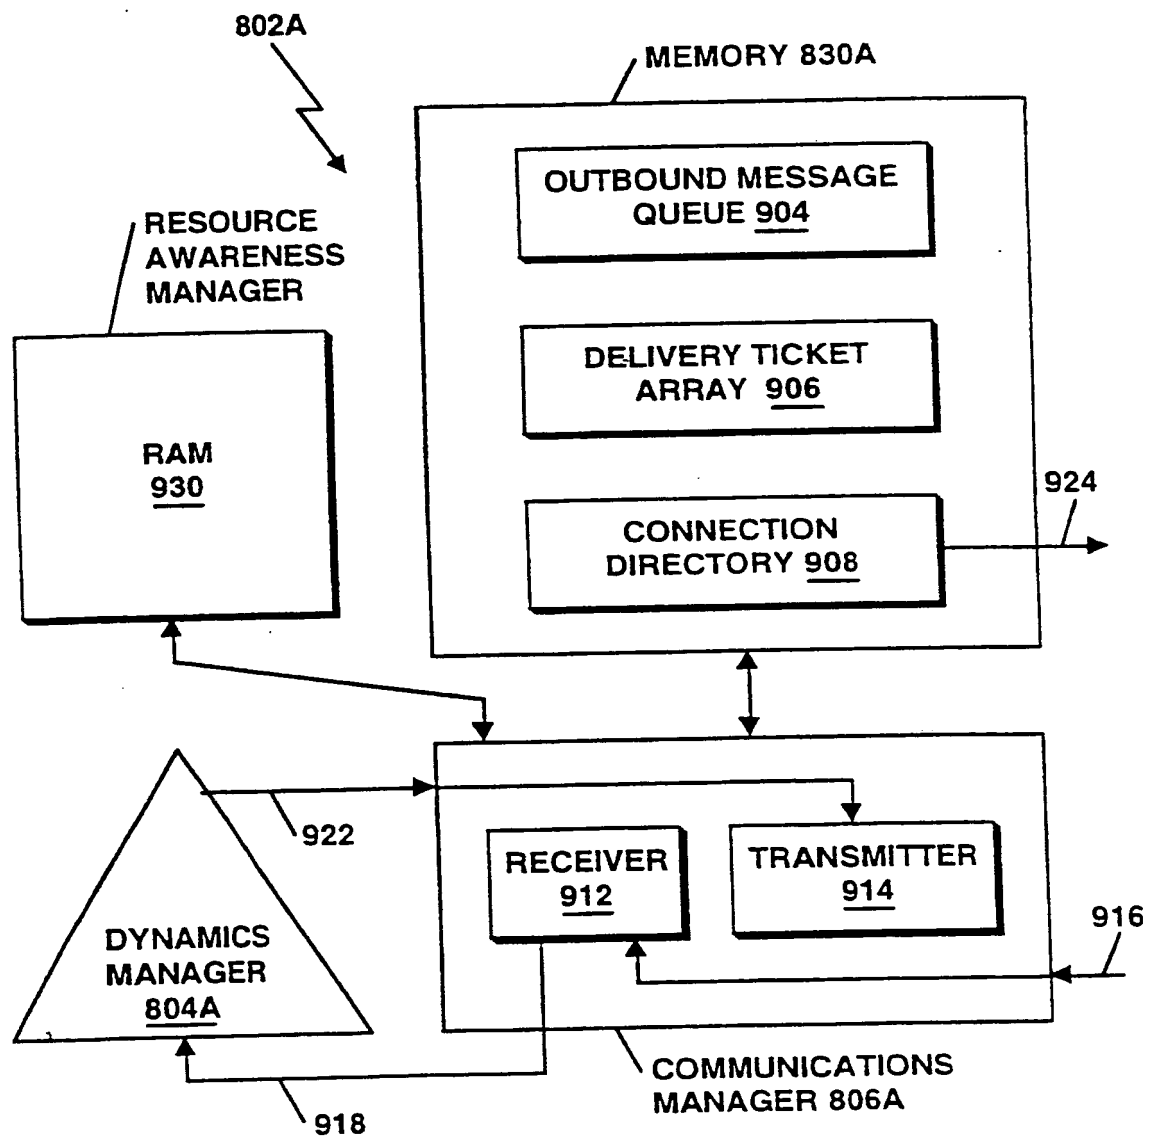 802A
MEMORY 830A
OUTBOUND MESSAGE
QUEUE 904
RESOURCE
AWARENESS
MANAGER
DELIVERY TICKET
ARRAY 906
RAM
930
924
CONNECTION
DIRECTORY 908
922
RECEIVER
912
TRANSMITTER
914
916
DYNAMICS
MANAGER
804A
COMMUNICATIONS
MANAGER 806A
918